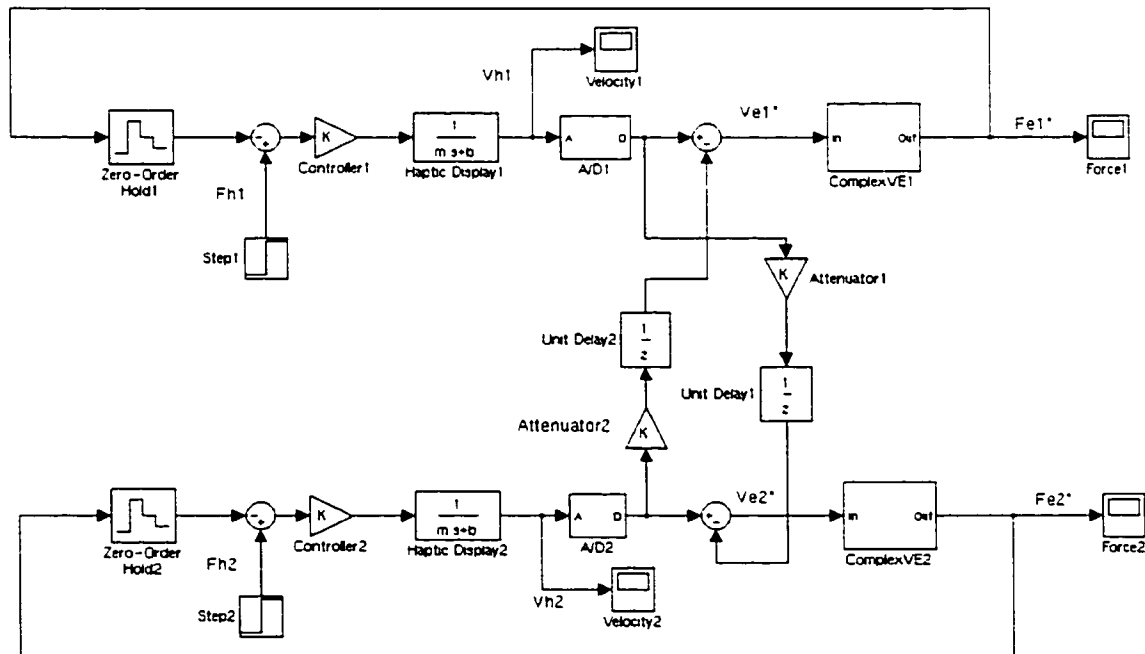 Vh1
Velocity1
Zero-Order
Hold1
- +
K
Controller1
1
m s+b
Haptic Display1
A D
A/D1
+ -
Ve1*
In Out
ComplexVE1
Fe1*
Force1
Fh1
Step1
K
Attenuator1
Unit Delay2
1
z
Unit Delay1
1
z
Attenuator2
K
Zero-Order
Hold2
- +
K
Controller2
1
m s+b
Haptic Display2
A D
A/D2
+ -
Ve2*
In Out
ComplexVE2
Fe2*
Force2
Fh2
Step2
Vh2
Velocity2